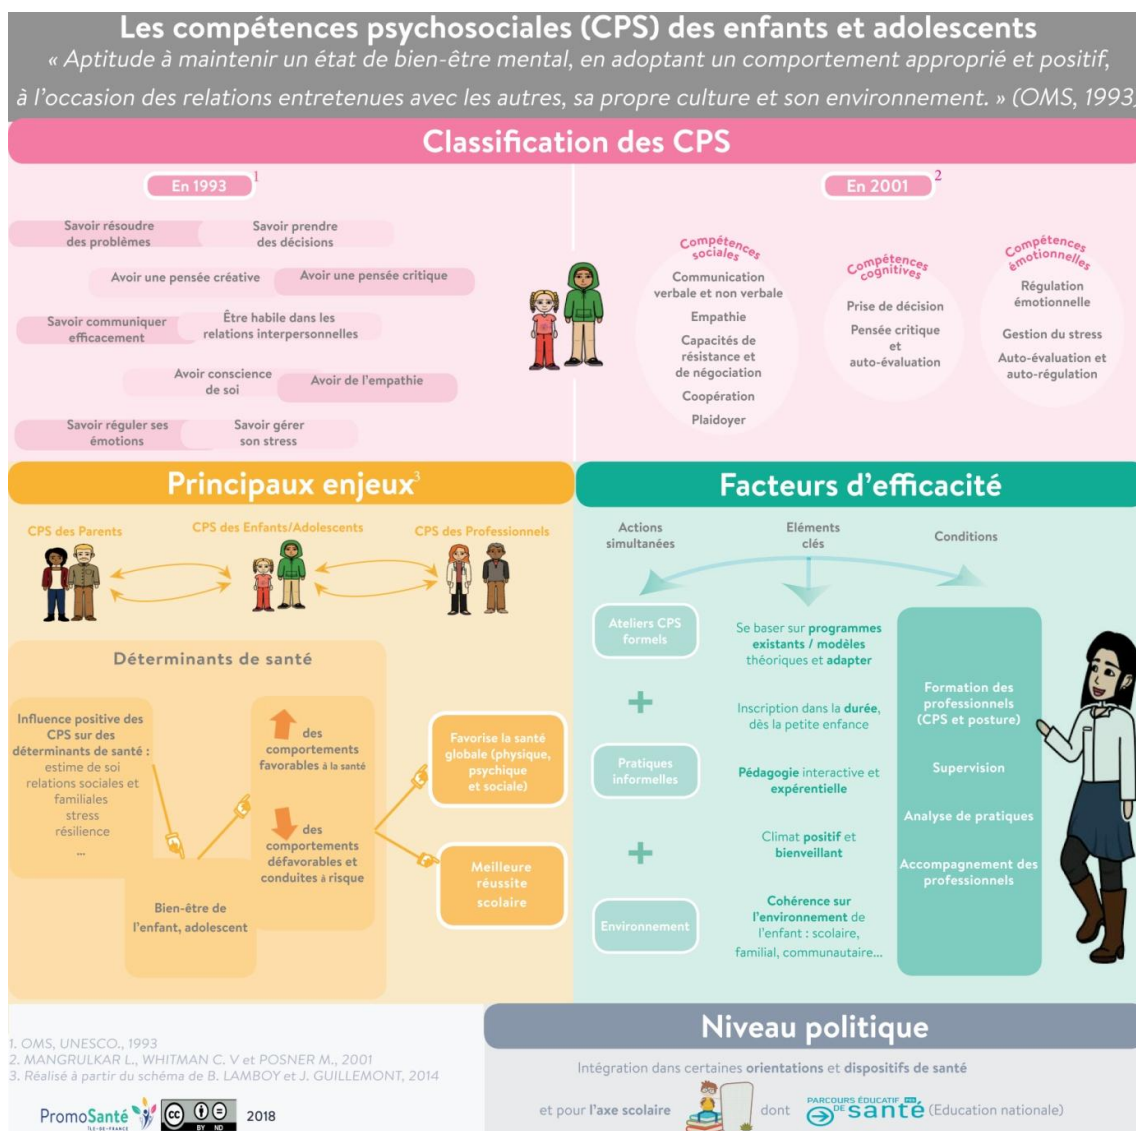 Les compétences psychosociales (CPS) des enfants et adolescents
« Aptitude à maintenir un état de bien-être mental, en adoptant un comportement approprié et positif,
à l'occasion des relations entretenues avec les autres, sa propre culture et son environnement. » (OMS, 1993)
Classification des CPS
En 1993 1
Savoir résoudre
des problèmes
Savoir prendre
des décisions
Avoir une pensée créative
Avoir une pensée critique
Savoir communiquer
efficacement
Être habile dans les
relations interpersonnelles
Avoir conscience
de soi
Avoir de l'empathie
Savoir réguler ses
émotions
Savoir gérer
son stress
En 2001 2
Compétences
sociales
Communication
verbale et non verbale
Empathie
Capacités de
résistance et
de négociation
Coopération
Plaidoyer
Compétences
cognitives
Prise de décision
Pensée critique
et
auto-évaluation
Compétences
émotionnelles
Régulation
émotionnelle
Gestion du stress
Auto-évaluation et
auto-régulation
Principaux enjeux3
CPS des Parents
CPS des Enfants/Adolescents
CPS des Professionnels
Déterminants de santé
Influence positive des
CPS sur des
déterminants de santé :
estime de soi
relations sociales et
familiales
stress
résilience
...
Bien-être de
l'enfant, adolescent
des
comportements
favorables à la santé
des
comportements
défavorables et
conduites à risque
Favorise la santé
globale (physique,
psychique
et sociale)
Meilleure
réussite
scolaire
Facteurs d'efficacité
Actions
simultanées
Ateliers CPS
formels
+
Pratiques
informelles
+
Environnement
Eléments
clés
Se baser sur programmes
existants / modèles
théoriques et adapter
Inscription dans la durée,
dès la petite enfance
Pédagogie interactive et
expérentielle
Climat positif et
bienveillant
Cohérence sur
l'environnement de
l'enfant : scolaire,
familial, communautaire...
Conditions
Formation des
professionnels
(CPS et posture)
Supervision
Analyse de pratiques
Accompagnement des
professionnels
1. OMS, UNESCO., 1993
2. MANGRULKAR L., WHITMAN C. V et POSNER M., 2001
3. Réalisé à partir du schéma de B. LAMBOY et J. GUILLEMONT, 2014
PromoSanté
ÎLE-DE-FRANCE
cc BY ND
2018
Niveau politique
Intégration dans certaines orientations et dispositifs de santé
et pour l'axe scolaire dont PARCOURS ÉDUCATIF DE santé (Education nationale)